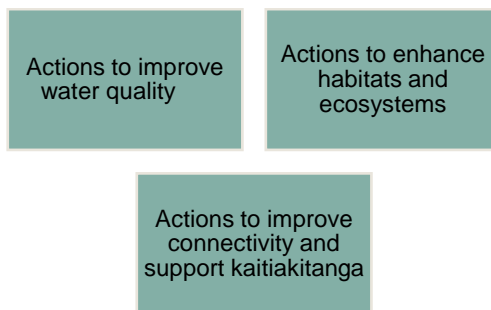 Actions to improve
water quality
Actions to enhance
habitats and
ecosystems
Actions to improve
connectivity and
support kaitiakitanga